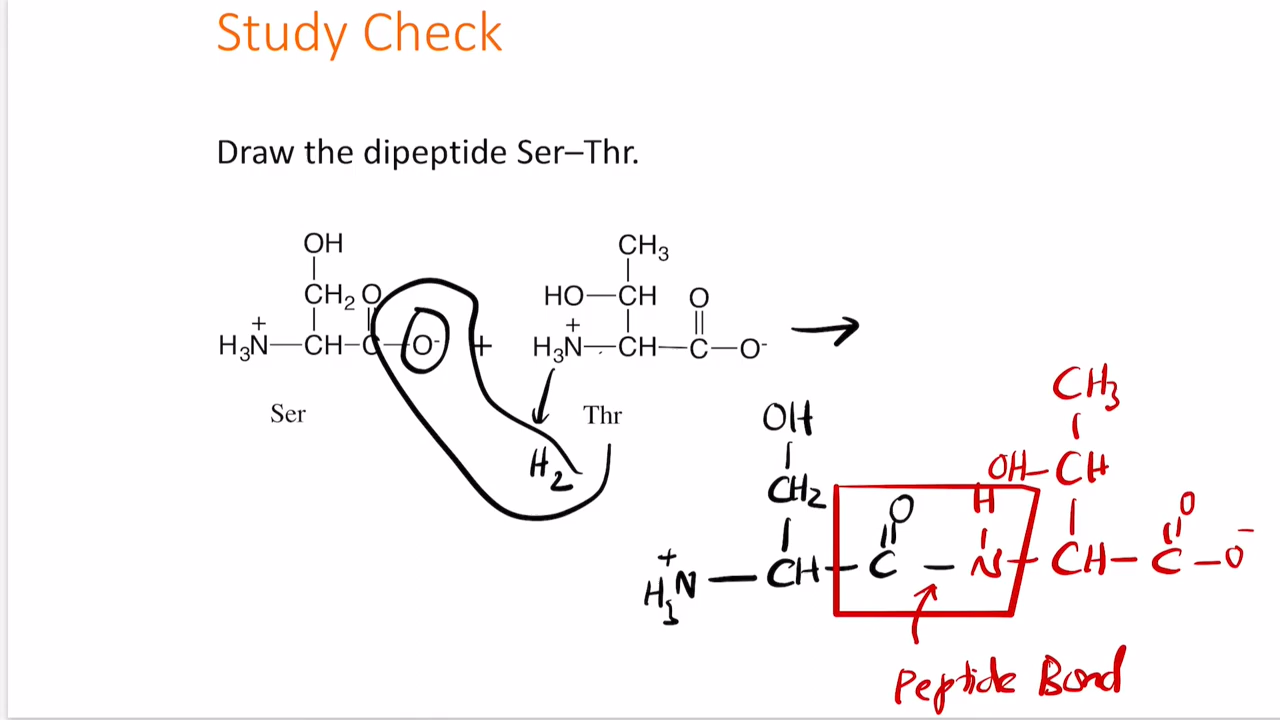 Study Check
Draw the dipeptide Ser–Thr.
OH
CH₂ O
H₃N⁺—CH–C–O⁻ +
Ser
CH₃
HO—CH O
H₃N⁺—CH—C—O⁻ →
Thr
H₂
OH
CH₂
H₃N⁺ — CH – C – N – CH – C – O⁻
O
H
OH–CH
CH₃
O
Peptide Bond